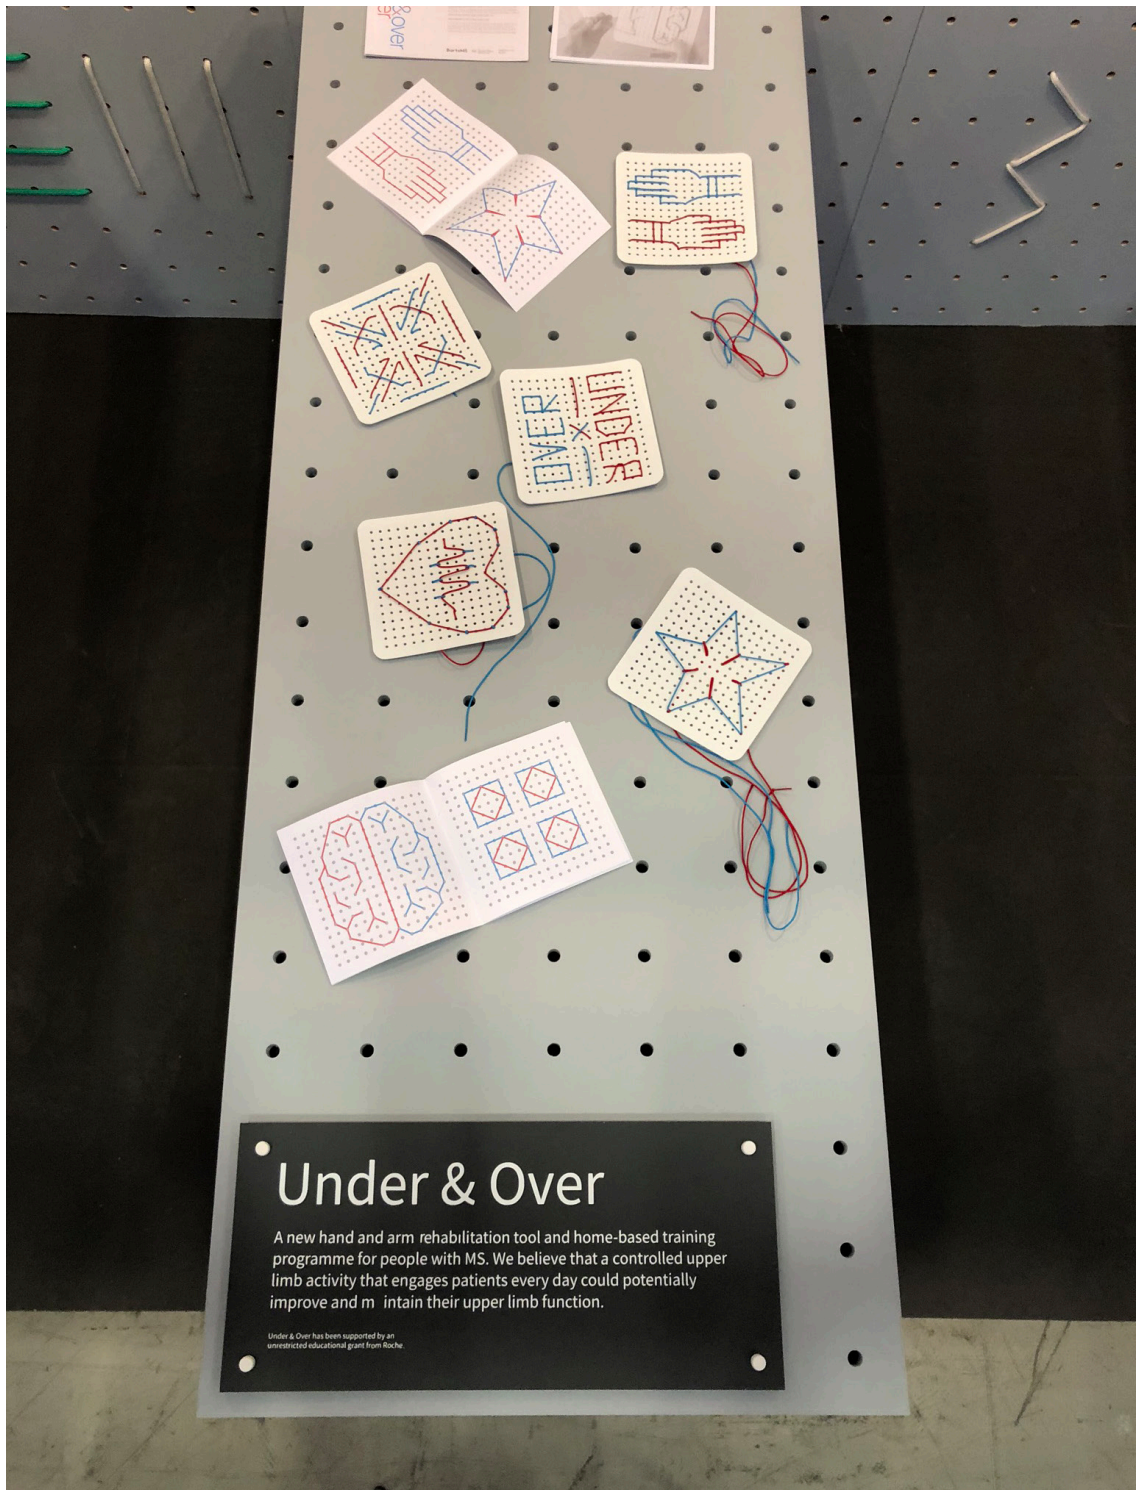 &over
UNDER
X
OVER
Under & Over
A new hand and arm rehabilitation tool and home-based training
programme for people with MS. We believe that a controlled upper
limb activity that engages patients every day could potentially
improve and m intain their upper limb function.
Under & Over has been supported by an
unrestricted educational grant from Roche.